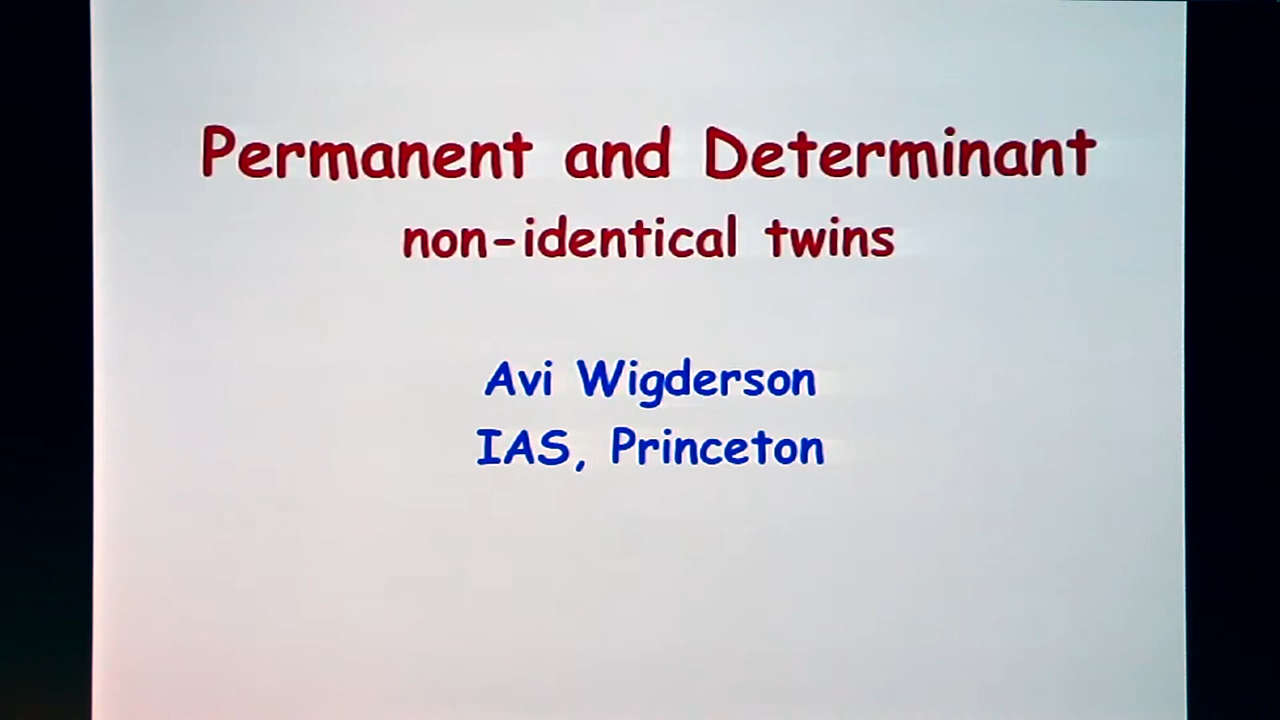 Permanent and Determinant
non-identical twins
Avi Wigderson
IAS, Princeton